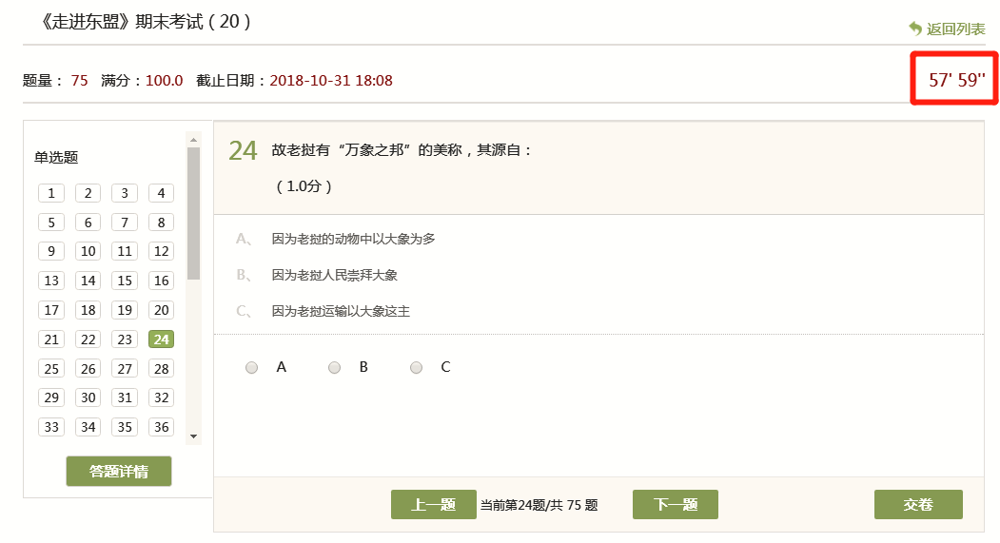 《走进东盟》期末考试（20）
返回列表
题量： 75 满分：100.0 截止日期：2018-10-31 18:08
57' 59''
单选题
1 2 3 4
5 6 7 8
9 10 11 12
13 14 15 16
17 18 19 20
21 22 23 24
25 26 27 28
29 30 31 32
33 34 35 36
答题详情
24 故老挝有“万象之邦”的美称，其源自：
（1.0分）
A、 因为老挝的动物中以大象为多
B、 因为老挝人民崇拜大象
C、 因为老挝运输以大象这主
A B C
上一题 当前第24题/共 75 题 下一题 交卷